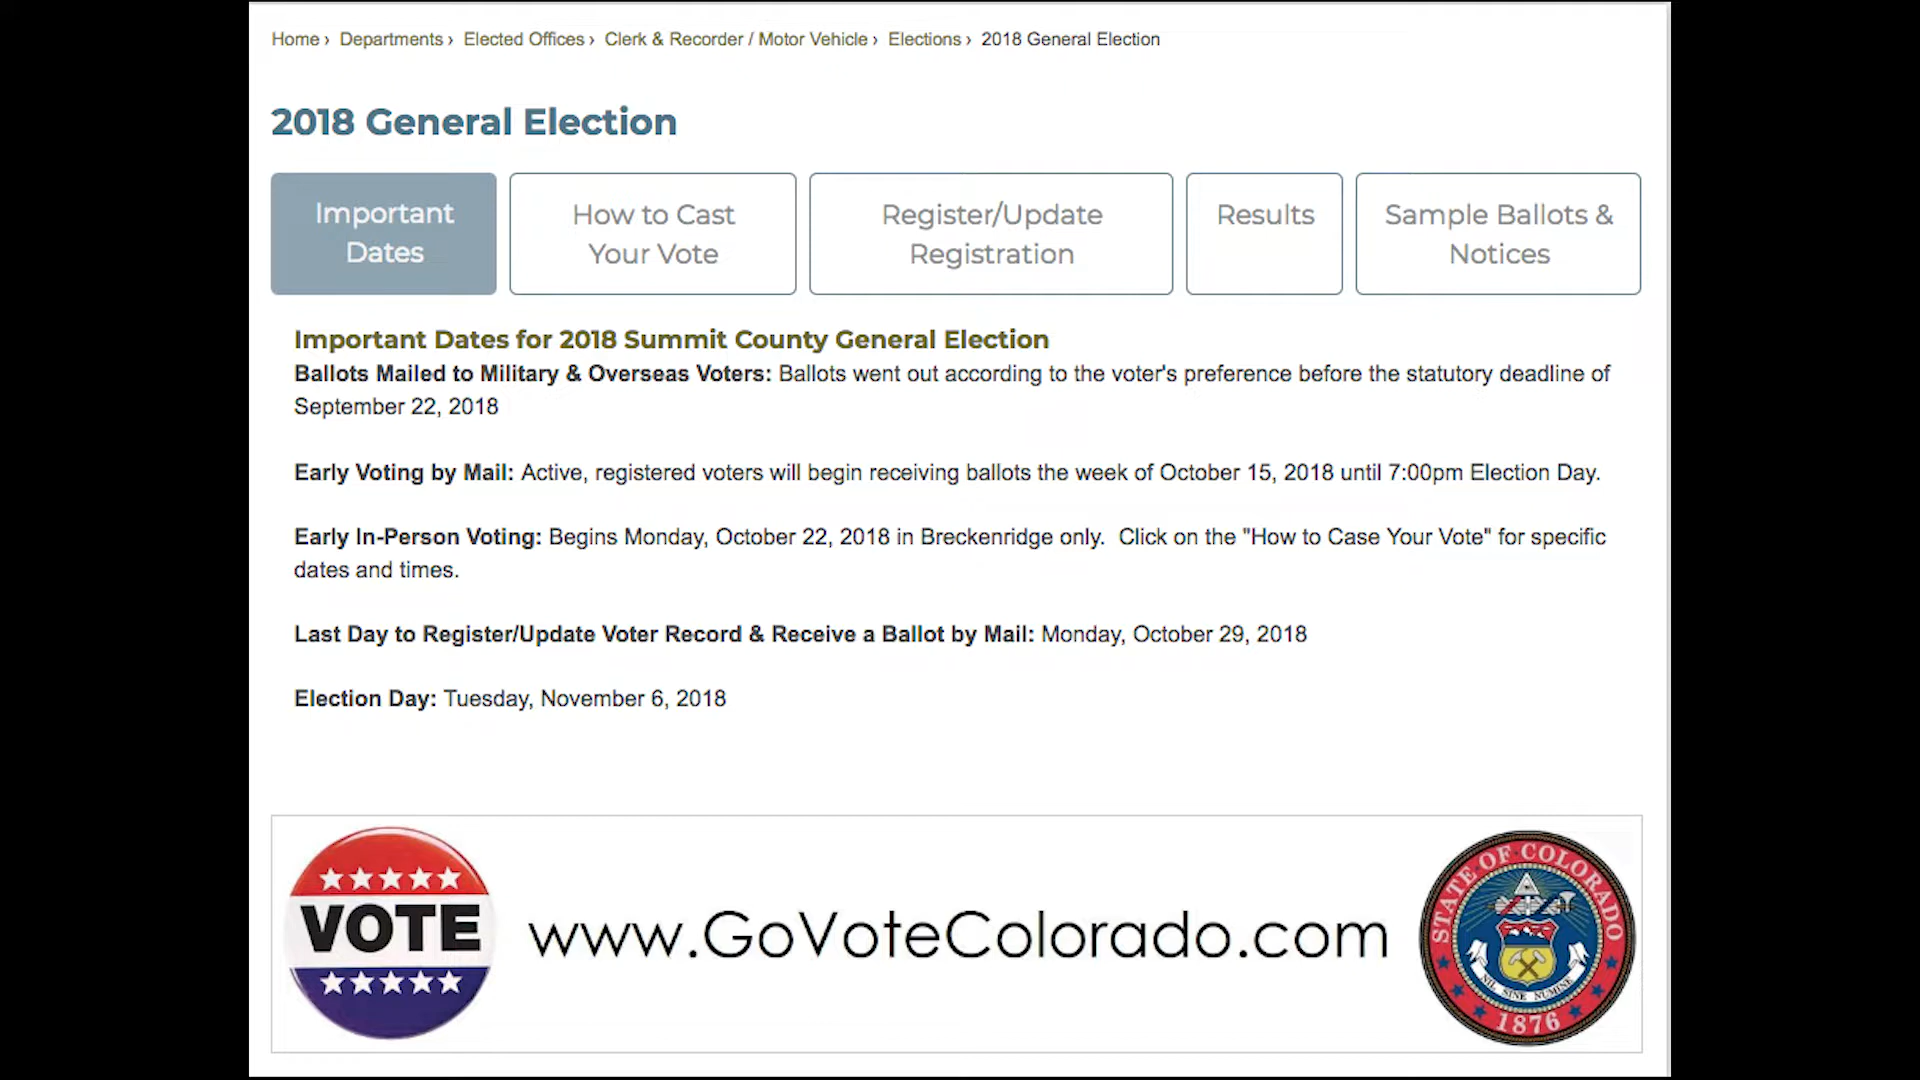 Home › Departments › Elected Offices › Clerk & Recorder / Motor Vehicle › Elections › 2018 General Election
2018 General Election
Important
Dates
How to Cast
Your Vote
Register/Update
Registration
Results
Sample Ballots &
Notices
Important Dates for 2018 Summit County General Election
Ballots Mailed to Military & Overseas Voters: Ballots went out according to the voter's preference before the statutory deadline of
September 22, 2018
Early Voting by Mail: Active, registered voters will begin receiving ballots the week of October 15, 2018 until 7:00pm Election Day.
Early In-Person Voting: Begins Monday, October 22, 2018 in Breckenridge only.  Click on the "How to Case Your Vote" for specific
dates and times.
Last Day to Register/Update Voter Record & Receive a Ballot by Mail: Monday, October 29, 2018
Election Day: Tuesday, November 6, 2018
VOTE
www.GoVoteColorado.com
STATE OF COLORADO
NIL SINE NUMINE
1876